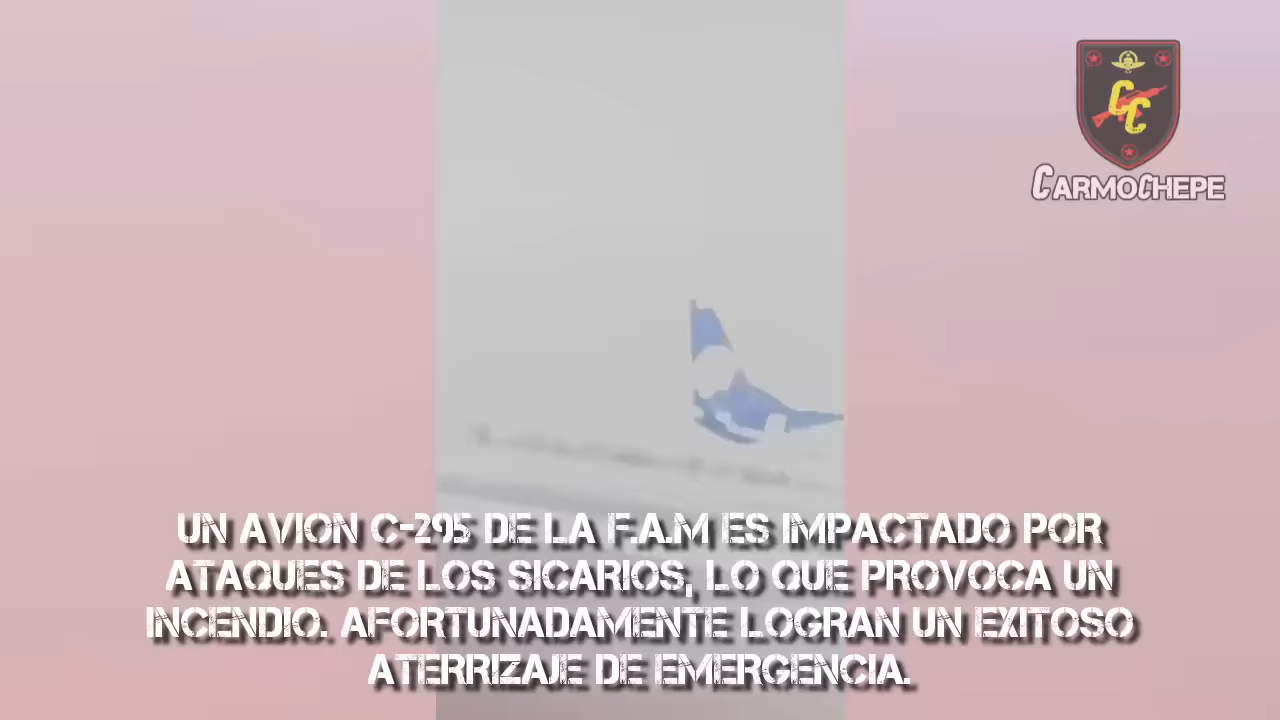 CC
CARMOCHEPE
UN AVION C-295 DE LA F.A.M ES IMPACTADO POR
ATAQUES DE LOS SICARIOS, LO QUE PROVOCA UN
INCENDIO. AFORTUNADAMENTE LOGRAN UN EXITOSO
ATERRIZAJE DE EMERGENCIA.